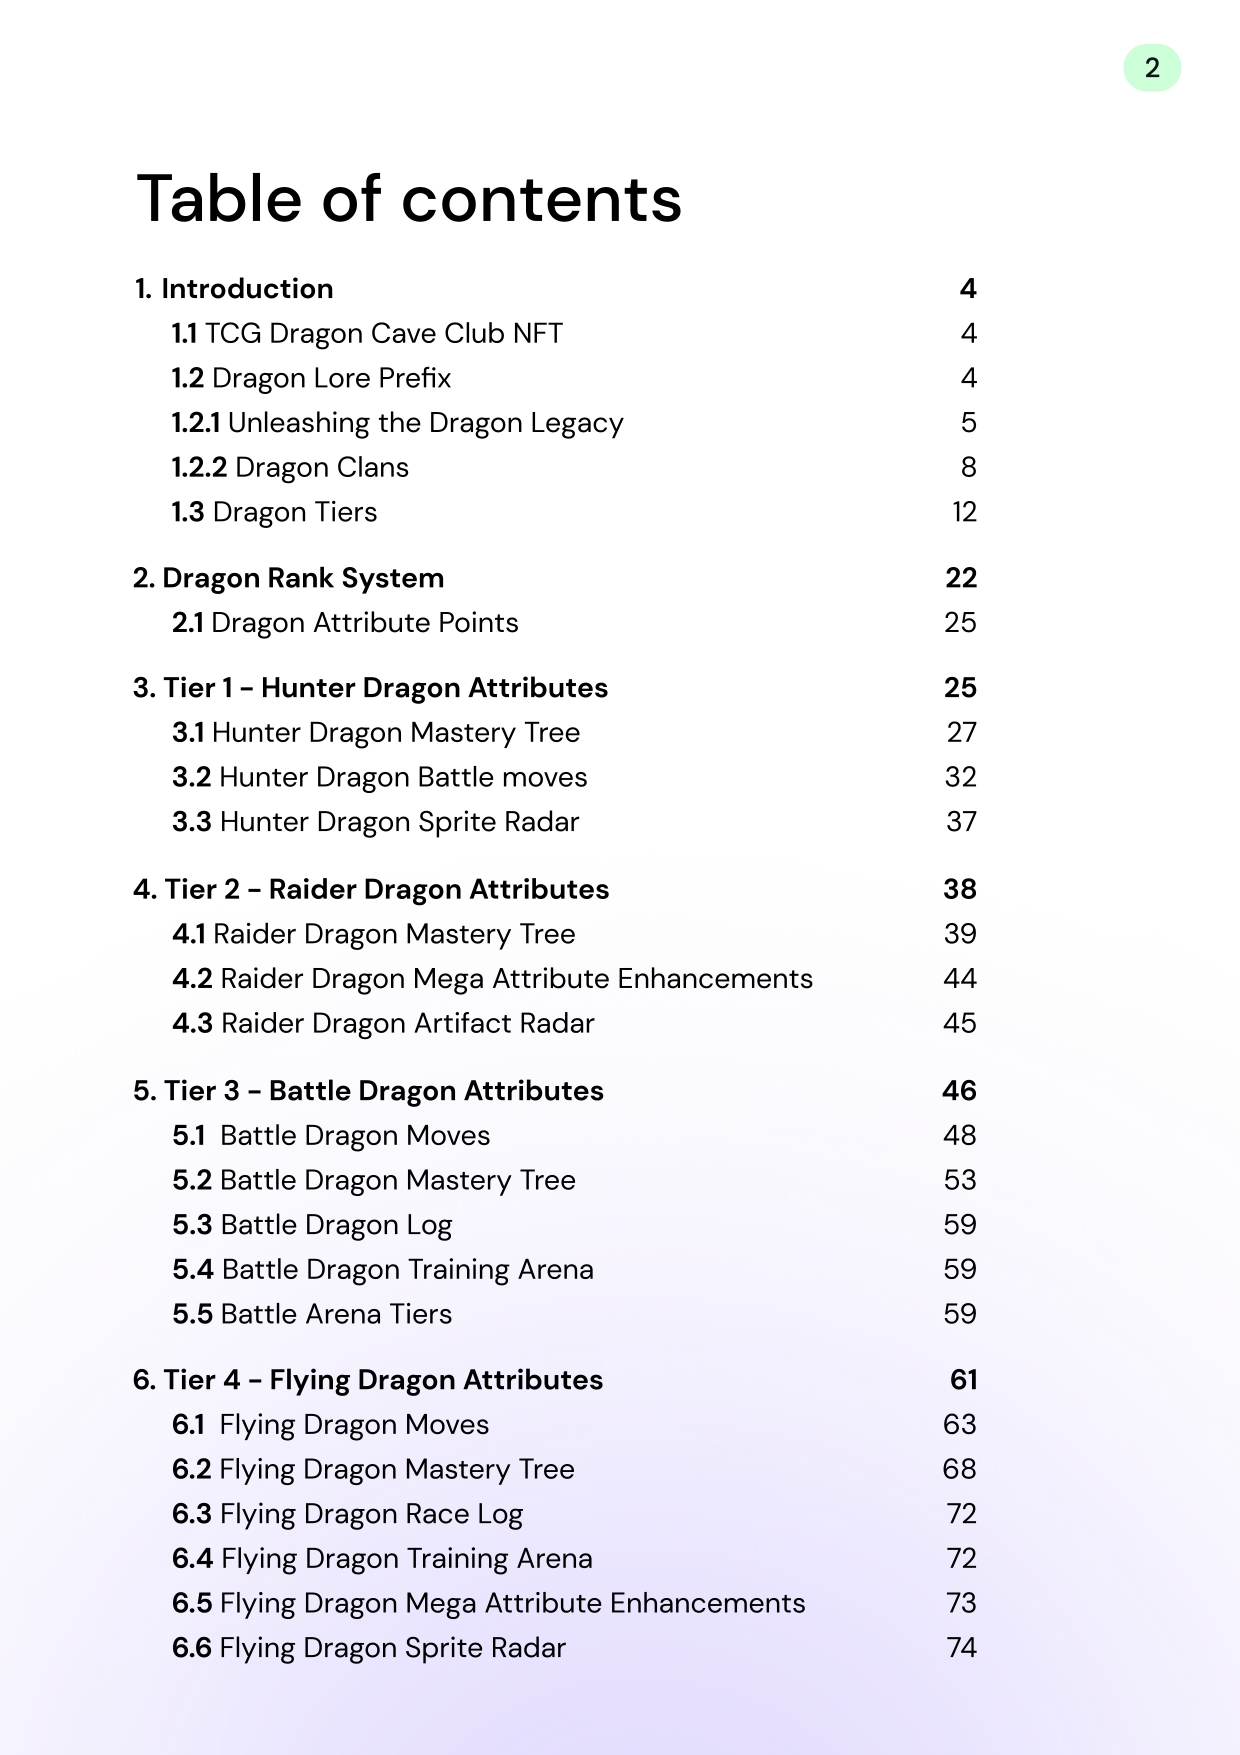 2
Table of contents
1. Introduction 4
1.1 TCG Dragon Cave Club NFT 4
1.2 Dragon Lore Prefix 4
1.2.1 Unleashing the Dragon Legacy 5
1.2.2 Dragon Clans 8
1.3 Dragon Tiers 12
2. Dragon Rank System 22
2.1 Dragon Attribute Points 25
3. Tier 1 – Hunter Dragon Attributes 25
3.1 Hunter Dragon Mastery Tree 27
3.2 Hunter Dragon Battle moves 32
3.3 Hunter Dragon Sprite Radar 37
4. Tier 2 – Raider Dragon Attributes 38
4.1 Raider Dragon Mastery Tree 39
4.2 Raider Dragon Mega Attribute Enhancements 44
4.3 Raider Dragon Artifact Radar 45
5. Tier 3 – Battle Dragon Attributes 46
5.1 Battle Dragon Moves 48
5.2 Battle Dragon Mastery Tree 53
5.3 Battle Dragon Log 59
5.4 Battle Dragon Training Arena 59
5.5 Battle Arena Tiers 59
6. Tier 4 – Flying Dragon Attributes 61
6.1 Flying Dragon Moves 63
6.2 Flying Dragon Mastery Tree 68
6.3 Flying Dragon Race Log 72
6.4 Flying Dragon Training Arena 72
6.5 Flying Dragon Mega Attribute Enhancements 73
6.6 Flying Dragon Sprite Radar 74